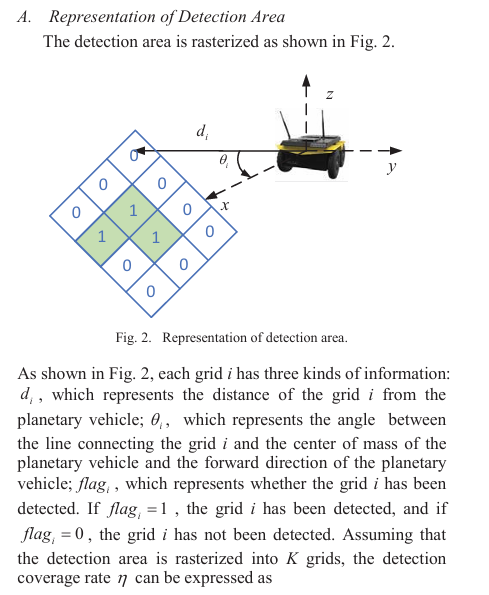 A. Representation of Detection Area
The detection area is rasterized as shown in Fig. 2.
z
d_i
θ_i
y
x
0
0 0
0 1 0
1 1 0
0 0
0
Fig. 2. Representation of detection area.
As shown in Fig. 2, each grid i has three kinds of information:
d_i , which represents the distance of the grid i from the
planetary vehicle; θ_i, which represents the angle between
the line connecting the grid i and the center of mass of the
planetary vehicle and the forward direction of the planetary
vehicle; flag_i , which represents whether the grid i has been
detected. If flag_i =1 , the grid i has been detected, and if
flag_i = 0 , the grid i has not been detected. Assuming that
the detection area is rasterized into K grids, the detection
coverage rate η can be expressed as